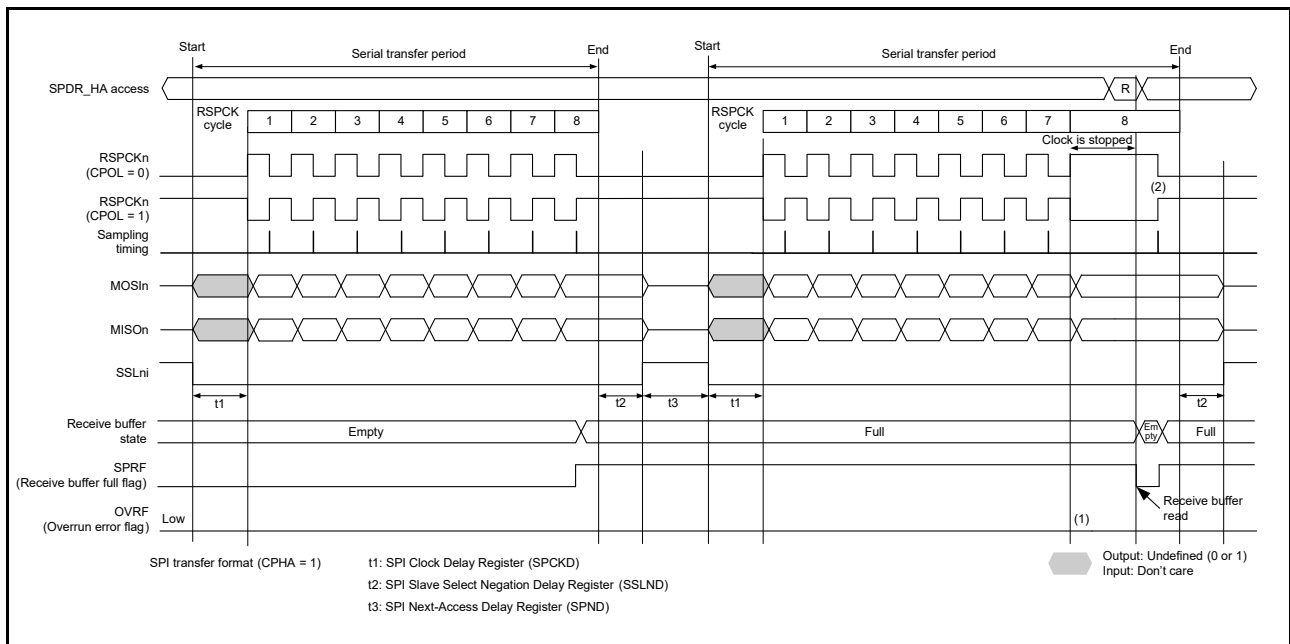 Start
Serial transfer period
End
Start
Serial transfer period
End
SPDR_HA access
R
RSPCK
cycle
1 2 3 4 5 6 7 8
RSPCK
cycle
1 2 3 4 5 6 7 8
Clock is stopped
RSPCKn
(CPOL = 0)
(2)
RSPCKn
(CPOL = 1)
Sampling
timing
MOSIn
MISOn
SSLni
t1
t2
t3
t1
t2
Receive buffer
state
Empty
Full
Em
pty
Full
SPRF
(Receive buffer full flag)
Receive buffer
read
OVRF
(Overrun error flag)
Low
(1)
SPI transfer format (CPHA = 1)
t1: SPI Clock Delay Register (SPCKD)
t2: SPI Slave Select Negation Delay Register (SSLND)
t3: SPI Next-Access Delay Register (SPND)
Output: Undefined (0 or 1)
Input: Don't care